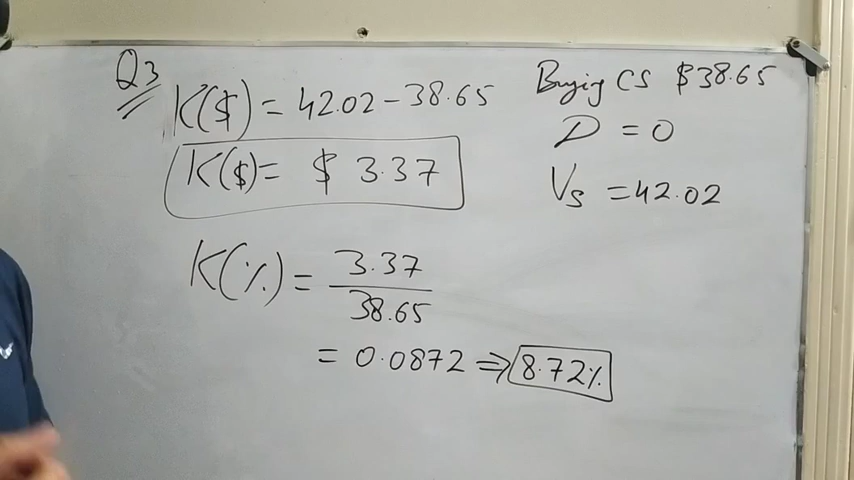 Q3
K($) = 42.02 - 38.65
K($) = $ 3.37
K(%) = 3.37 / 38.65
= 0.0872 ⇒ 8.72%
Buying CS $38.65
D = 0
Vs = 42.02